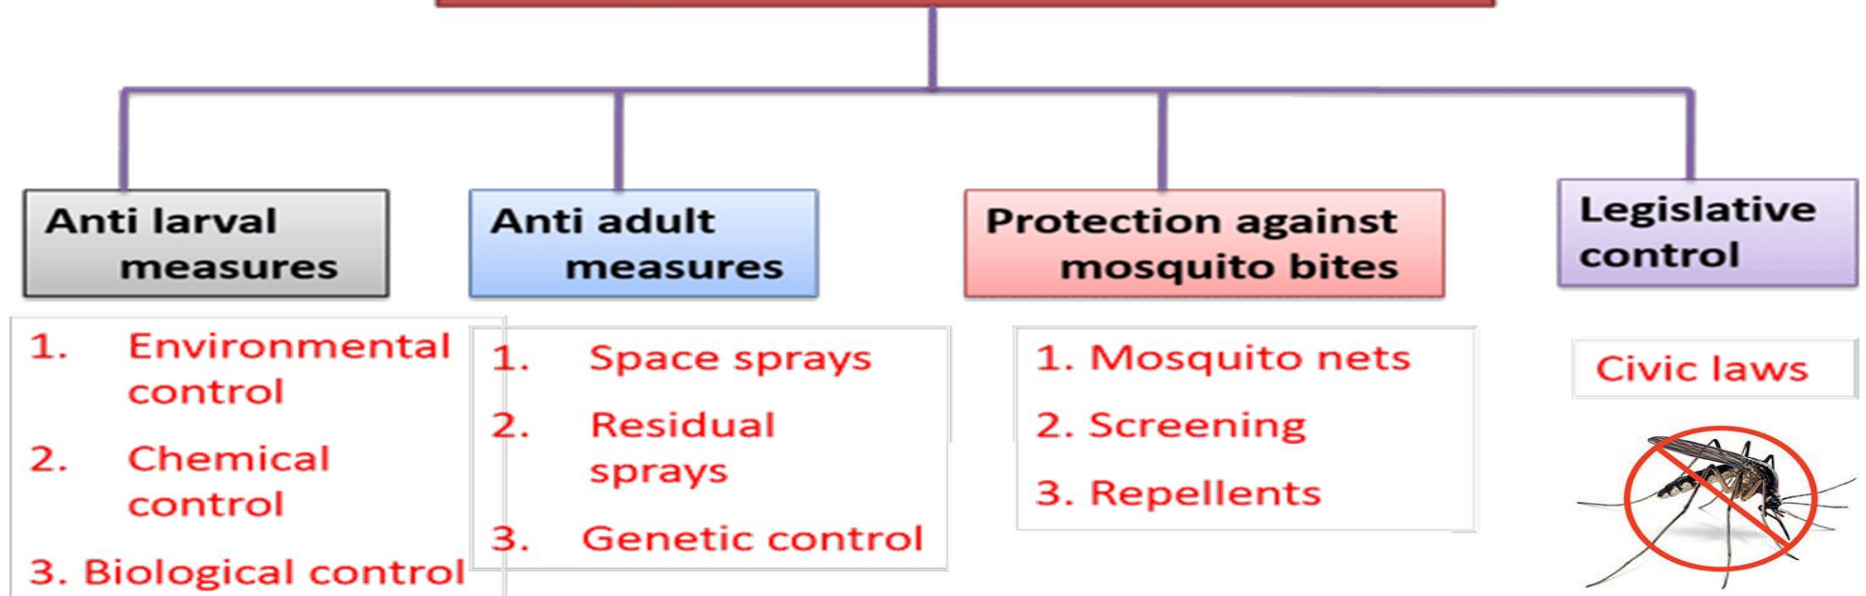 Anti larval
measures
1. Environmental
control
2. Chemical
control
3. Biological control
Anti adult
measures
1. Space sprays
2. Residual
sprays
3. Genetic control
Protection against
mosquito bites
1. Mosquito nets
2. Screening
3. Repellents
Legislative
control
Civic laws